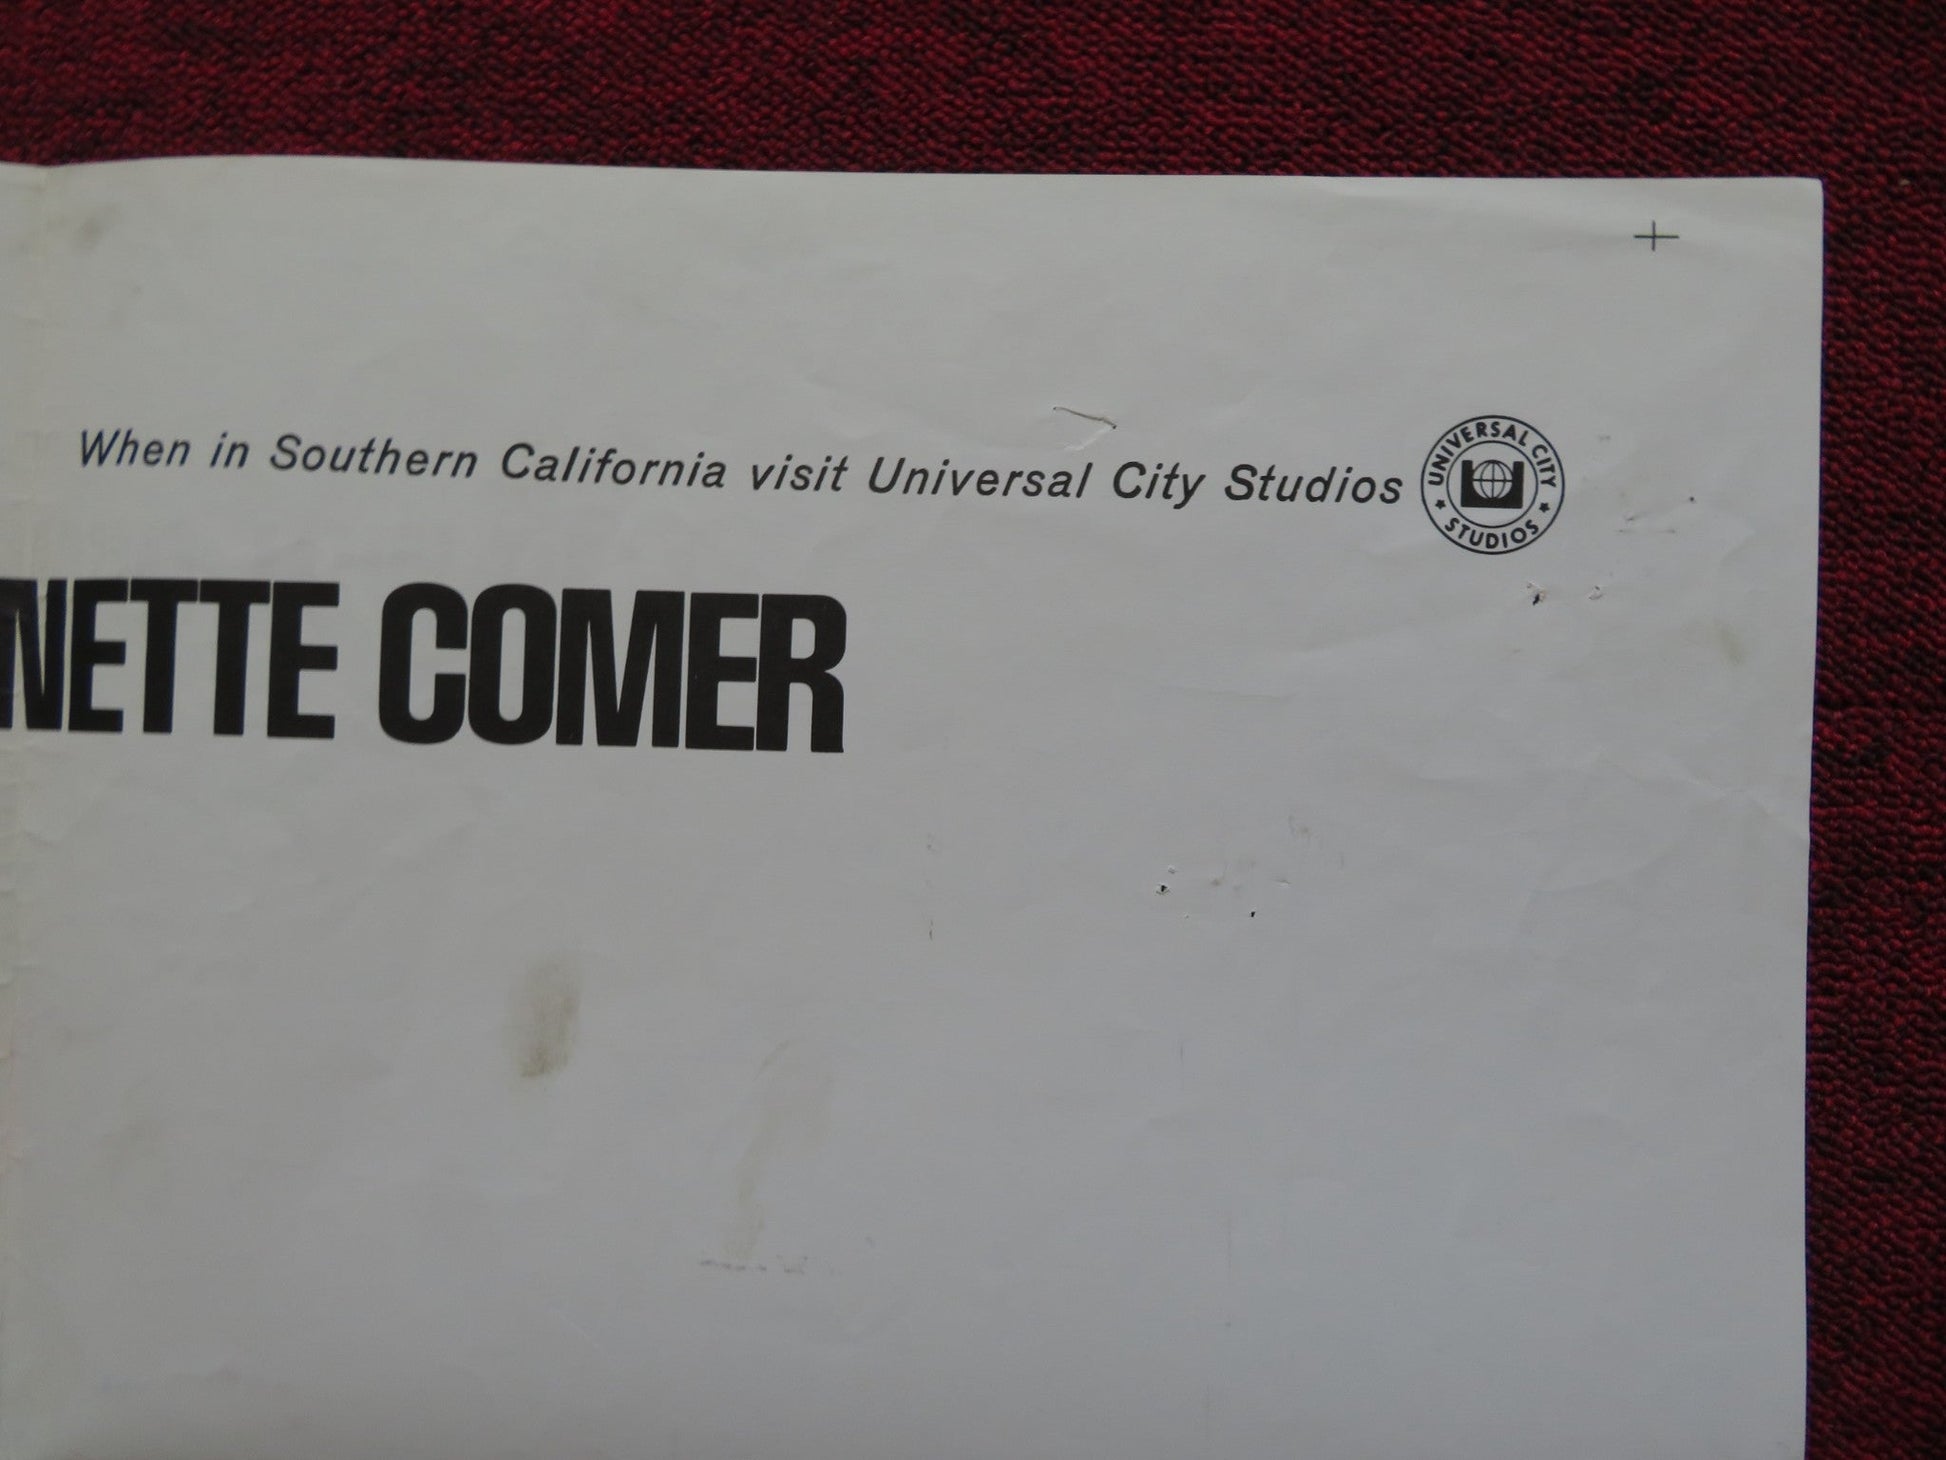 When in Southern California visit Universal City Studios
UNIVERSAL CITY
STUDIOS
NETTE COMER